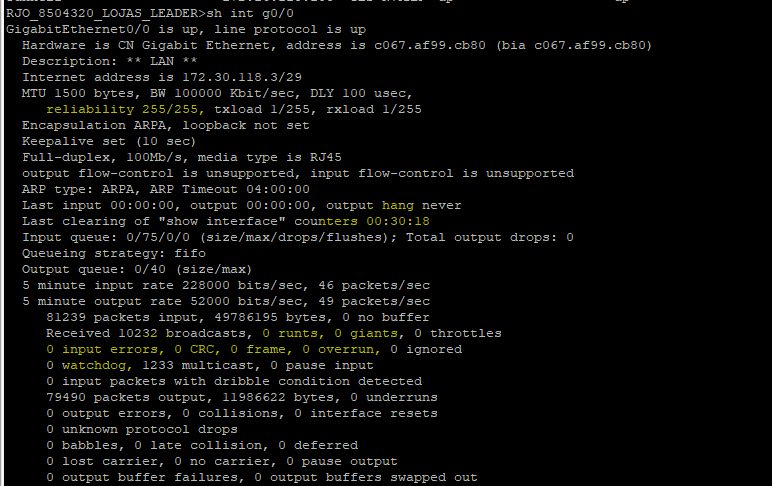 RJO_8504320_LOJAS_LEADER>sh int g0/0
GigabitEthernet0/0 is up, line protocol is up
Hardware is CN Gigabit Ethernet, address is c067.af99.cb80 (bia c067.af99.cb80)
Description: ** LAN **
Internet address is 172.30.118.3/29
MTU 1500 bytes, BW 100000 Kbit/sec, DLY 100 usec,
reliability 255/255, txload 1/255, rxload 1/255
Encapsulation ARPA, loopback not set
Keepalive set (10 sec)
Full-duplex, 100Mb/s, media type is RJ45
output flow-control is unsupported, input flow-control is unsupported
ARP type: ARPA, ARP Timeout 04:00:00
Last input 00:00:00, output 00:00:00, output hang never
Last clearing of "show interface" counters 00:30:18
Input queue: 0/75/0/0 (size/max/drops/flushes); Total output drops: 0
Queueing strategy: fifo
Output queue: 0/40 (size/max)
5 minute input rate 228000 bits/sec, 46 packets/sec
5 minute output rate 52000 bits/sec, 49 packets/sec
81239 packets input, 49786195 bytes, 0 no buffer
Received 10232 broadcasts, 0 runts, 0 giants, 0 throttles
0 input errors, 0 CRC, 0 frame, 0 overrun, 0 ignored
0 watchdog, 1233 multicast, 0 pause input
0 input packets with dribble condition detected
79490 packets output, 11986622 bytes, 0 underruns
0 output errors, 0 collisions, 0 interface resets
0 unknown protocol drops
0 babbles, 0 late collision, 0 deferred
0 lost carrier, 0 no carrier, 0 pause output
0 output buffer failures, 0 output buffers swapped out